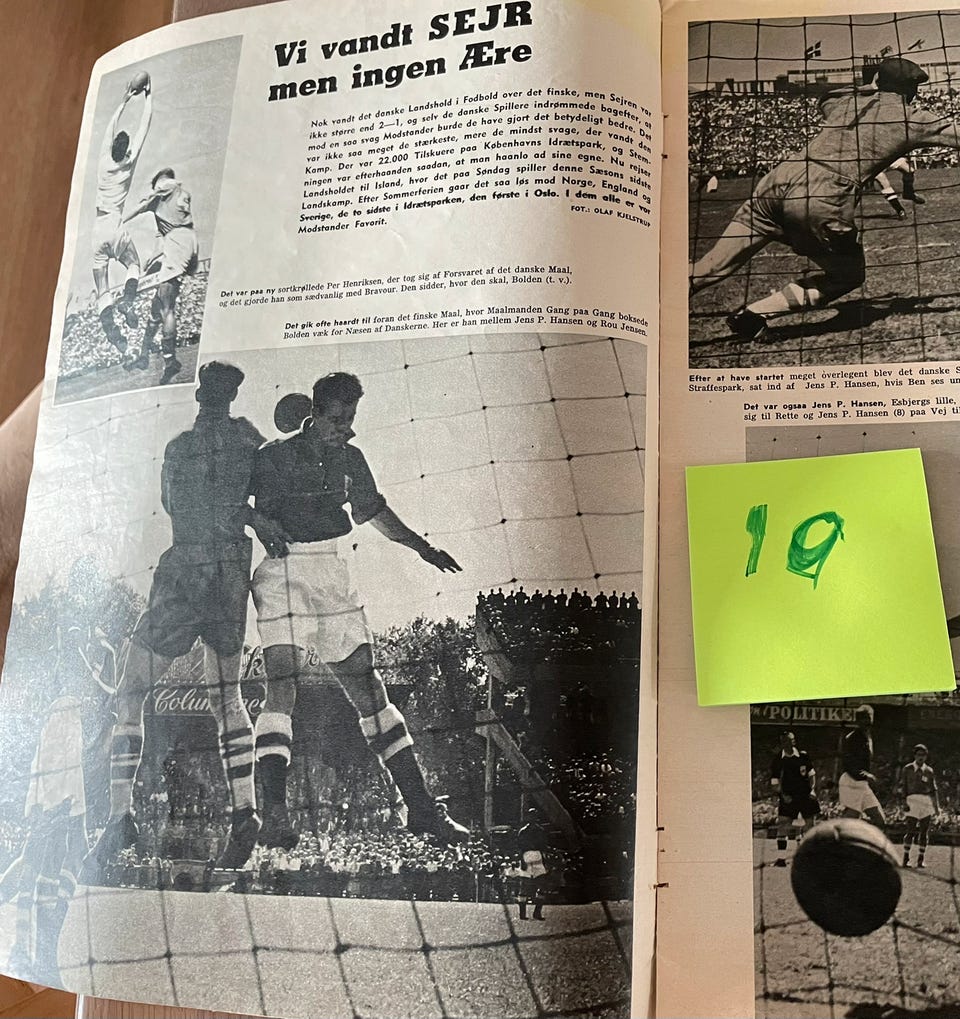 Vi vandt SEJR
men ingen Ære
Nok vandt det danske Landshold i Fodbold over det finske, men Sejren var
ikke større end 2—1, og selv de danske Spillere indrømmede bagefter, at
mod en saa svag Modstander burde de have gjort det betydeligt bedre. Det
var ikke saa meget de stærkeste, mere de mindst svage, der vandt den
Kamp. Der var 22.000 Tilskuere paa Københavns Idrætspark, og Stem-
ningen var efterhaanden saadan, at man haanlo ad sine egne. Nu rejser
Landsholdet til Island, hvor det paa Søndag spiller denne Sæsons sidste
Landskamp. Efter Sommerferien gaar det saa løs mod Norge, England og
Sverige, de to sidste i Idrætsparken, den første i Oslo. I dem alle er vor
Modstander Favorit.
FOT.: OLAF KJELSTRUP
Det var paa ny sortkrøllede Per Henriksen, der tog sig af Forsvaret af det danske Maal,
og det gjorde han som sædvanlig med Bravour. Den sidder, hvor den skal, Bolden (t. v.).
Det gik ofte haardt til foran det finske Maal, hvor Maalmanden Gang paa Gang boksede
Bolden væk for Næsen af Danskerne. Her er han mellem Jens P. Hansen og Rou Jensen.
Efter at have startet meget overlegent blev det danske
Straffespark, sat ind af Jens P. Hansen, hvis Ben ses
Det var ogsaa Jens P. Hansen, Esbjergs lille,
sig til Rette og Jens P. Hansen (8) paa Vej
19
POLITIKE